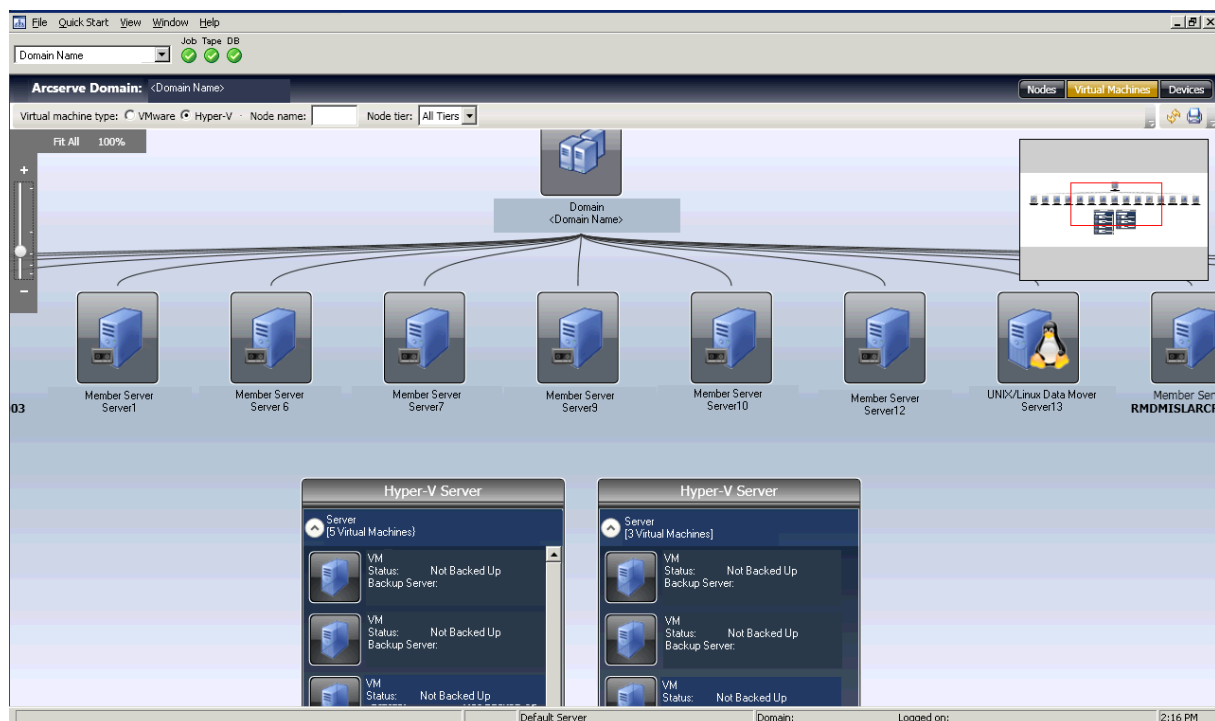 File Quick Start View Window Help
Job Tape DB
Domain Name
Arcserve Domain: <Domain Name>
Nodes Virtual Machines Devices
Virtual machine type: VMware Hyper-V Node name: Node tier: All Tiers
Fit All 100%
Domain
<Domain Name>
Member Server
Server1
Member Server
Server 6
Member Server
Server7
Member Server
Server9
Member Server
Server10
Member Server
Server12
UNIX/Linux Data Mover
Server13
Member Ser
RMDMISLARCF
03
Hyper-V Server
Server
[5 Virtual Machines}
VM
Status: Not Backed Up
Backup Server:
VM
Status: Not Backed Up
Backup Server:
VM
Status: Not Backed Up
Hyper-V Server
Server
[3 Virtual Machines]
VM
Status: Not Backed Up
Backup Server:
VM
Status: Not Backed Up
Backup Server:
VM
Status: Not Backed Up
Default Server Domain: Logged on: 2:16 PM